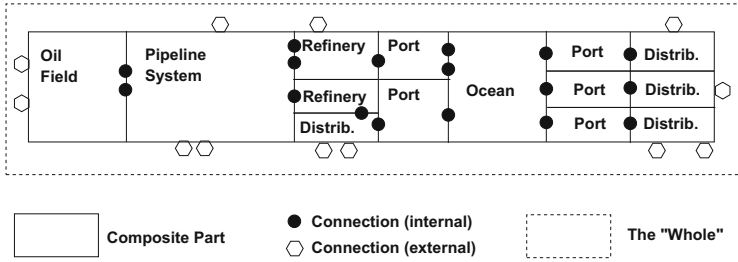 Oil
Field
Pipeline
System
Refinery
Port
Refinery
Port
Distrib.
Ocean
Port
Distrib.
Port
Distrib.
Port
Distrib.
Composite Part
Connection (internal)
Connection (external)
The "Whole"